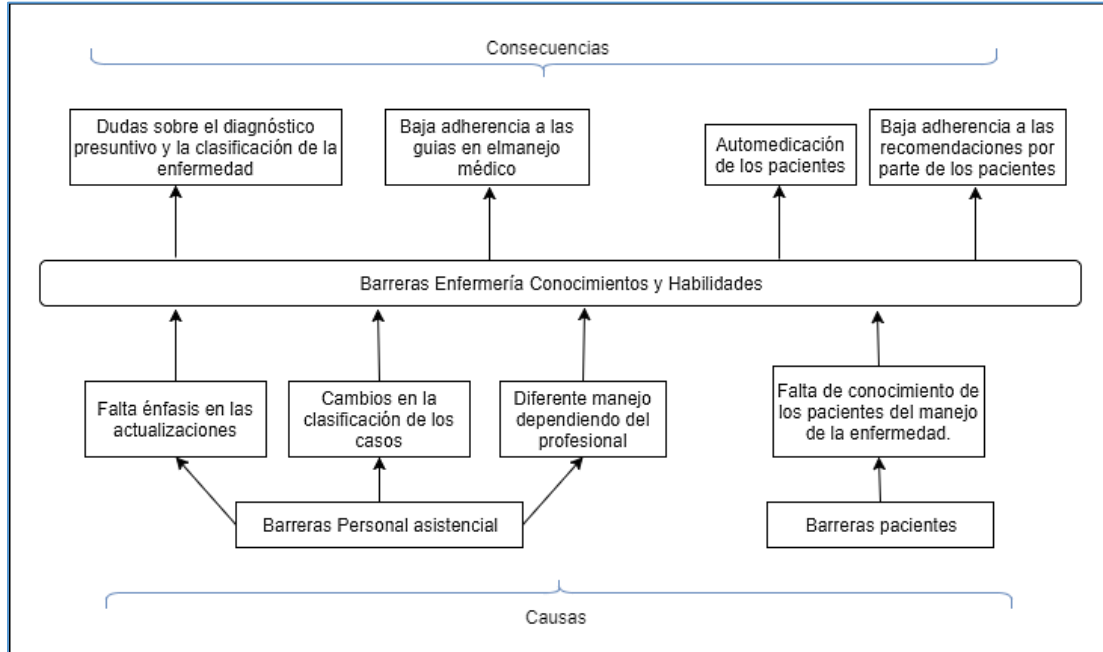 Consecuencias
Dudas sobre el diagnóstico
presuntivo y la clasificación de la
enfermedad
Baja adherencia a las
guias en elmanejo
médico
Automedicación
de los pacientes
Baja adherencia a las
recomendaciones por
parte de los pacientes
Barreras Enfermería Conocimientos y Habilidades
Falta énfasis en las
actualizaciones
Cambios en la
clasificación de los
casos
Diferente manejo
dependiendo del
profesional
Falta de conocimiento de
los pacientes del manejo
de la enfermedad.
Barreras Personal asistencial
Barreras pacientes
Causas